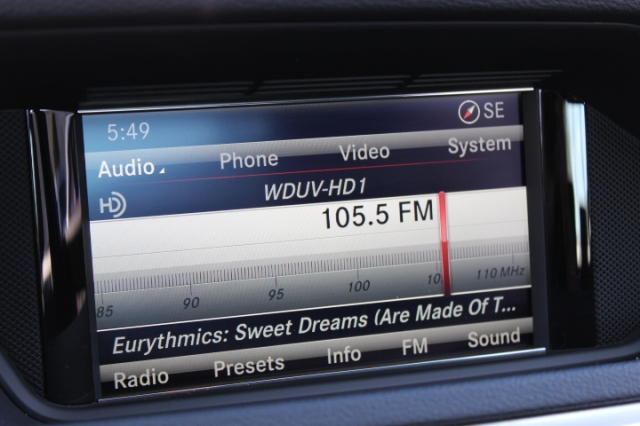 5:49 SE
Audio Phone Video System
HD WDUV-HD1
105.5 FM
85 90 95 100 110 MHz
Eurythmics: Sweet Dreams (Are Made Of T...
Radio Presets Info FM Sound